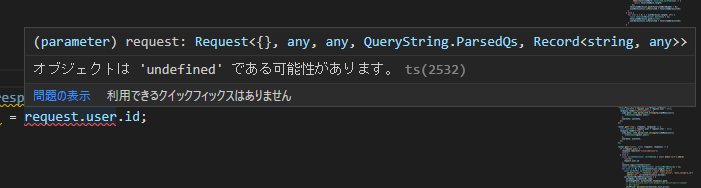 (parameter) request: Request<{}, any, any, QueryString.ParsedQs, Record<string, any>>
オブジェクトは 'undefined' である可能性があります。 ts(2532)
問題の表示 利用できるクイックフィックスはありません
resp
= request.user.id;